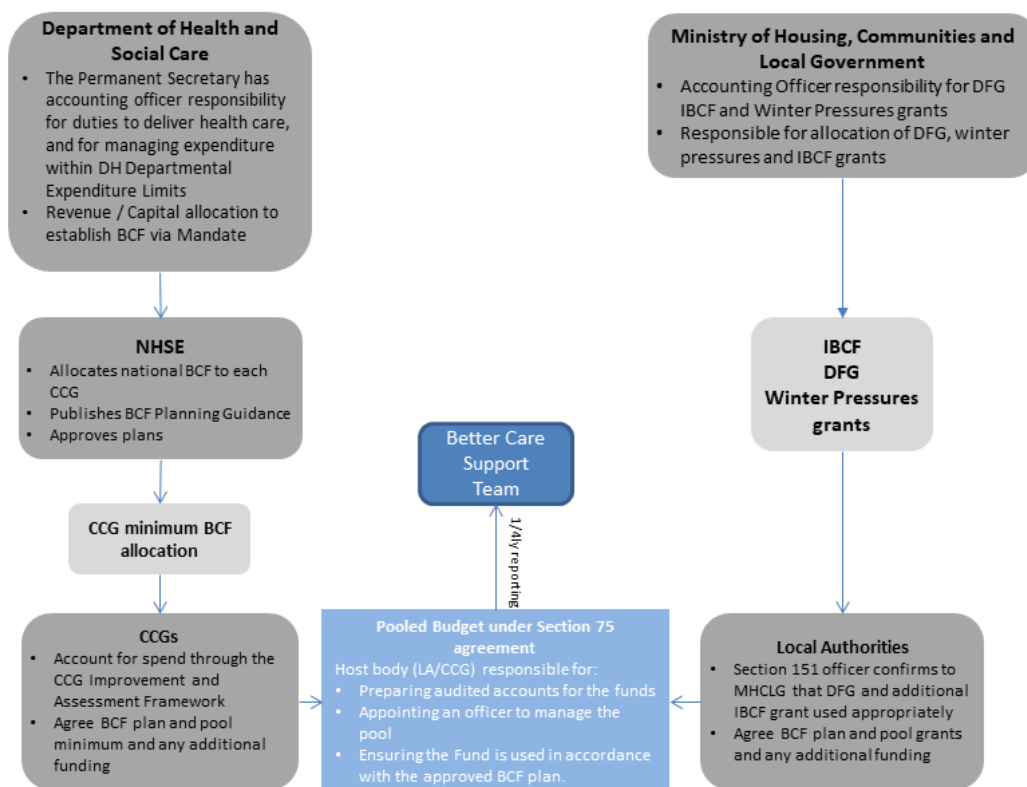 Department of Health and
Social Care
• The Permanent Secretary has
accounting officer responsibility
for duties to deliver health care,
and for managing expenditure
within DH Departmental
Expenditure Limits
• Revenue / Capital allocation to
establish BCF via Mandate
Ministry of Housing, Communities and
Local Government
• Accounting Officer responsibility for DFG
IBCF and Winter Pressures grants
• Responsible for allocation of DFG, winter
pressures and IBCF grants
NHSE
• Allocates national BCF to each
CCG
• Publishes BCF Planning Guidance
• Approves plans
IBCF
DFG
Winter Pressures
grants
Better Care
Support
Team
CCG minimum BCF
allocation
1/4ly reporting
CCGs
• Account for spend through the
CCG Improvement and
Assessment Framework
• Agree BCF plan and pool
minimum and any additional
funding
Pooled Budget under Section 75
agreement
Host body (LA/CCG) responsible for:
• Preparing audited accounts for the funds
• Appointing an officer to manage the
pool
• Ensuring the Fund is used in accordance
with the approved BCF plan.
Local Authorities
• Section 151 officer confirms to
MHCLG that DFG and additional
IBCF grant used appropriately
• Agree BCF plan and pool grants
and any additional funding